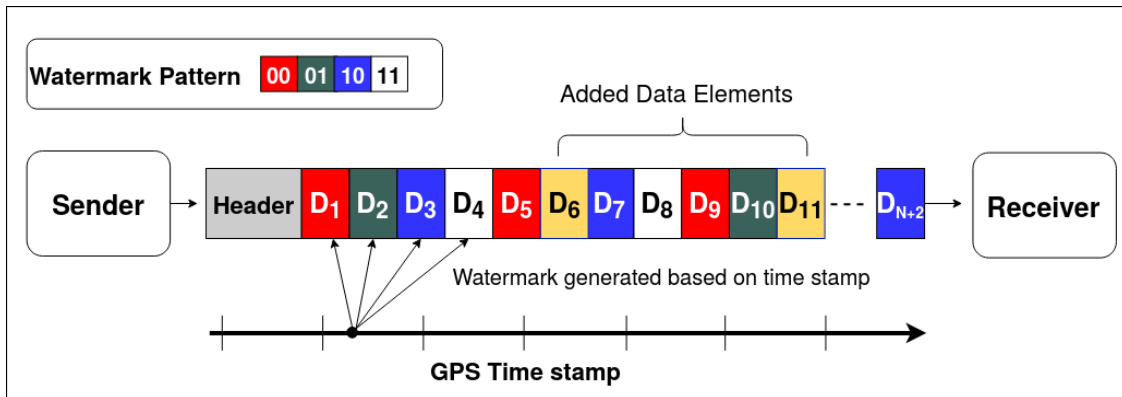 Watermark Pattern 00 01 10 11
Added Data Elements
Sender Header D1 D2 D3 D4 D5 D6 D7 D8 D9 D10 D11 --- DN+2 Receiver
Watermark generated based on time stamp
GPS Time stamp